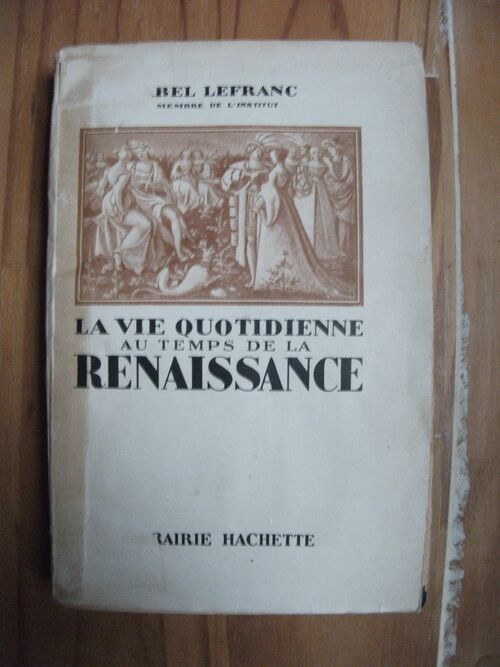 BEL LEFRANC
MEMBRE DE L'INSTITUT
LA VIE QUOTIDIENNE
AU TEMPS DE LA
RENAISSANCE
RAIRIE HACHETTE